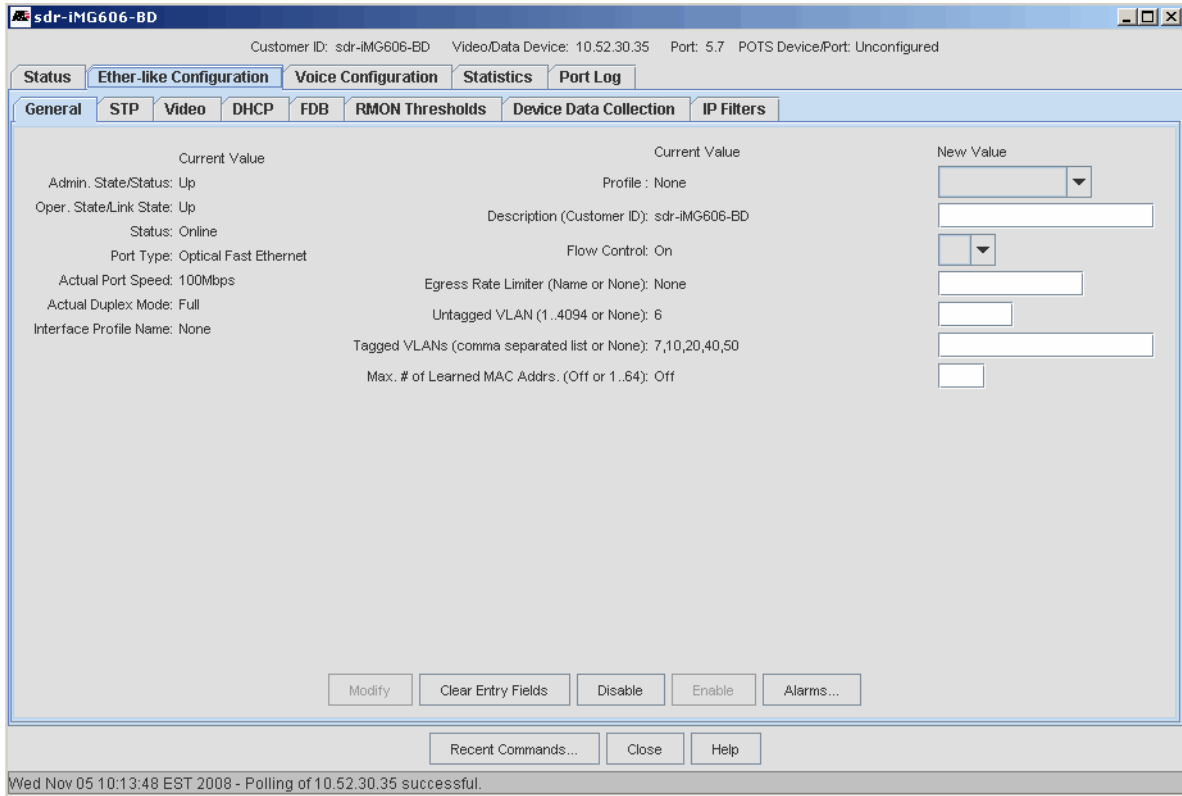 sdr-iMG606-BD
Customer ID: sdr-iMG606-BD Video/Data Device: 10.52.30.35 Port: 5.7 POTS Device/Port: Unconfigured
Status Ether-like Configuration Voice Configuration Statistics Port Log
General STP Video DHCP FDB RMON Thresholds Device Data Collection IP Filters
Current Value
Admin. State/Status: Up
Oper. State/Link State: Up
Status: Online
Port Type: Optical Fast Ethernet
Actual Port Speed: 100Mbps
Actual Duplex Mode: Full
Interface Profile Name: None
Current Value New Value
Profile : None
Description (Customer ID): sdr-iMG606-BD
Flow Control: On
Egress Rate Limiter (Name or None): None
Untagged VLAN (1..4094 or None): 6
Tagged VLANs (comma separated list or None): 7,10,20,40,50
Max. # of Learned MAC Addrs. (Off or 1..64): Off
Modify Clear Entry Fields Disable Enable Alarms...
Recent Commands... Close Help
Wed Nov 05 10:13:48 EST 2008 - Polling of 10.52.30.35 successful.